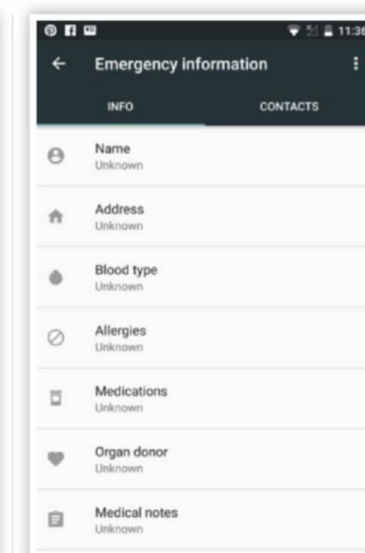 11:36
Emergency information
INFO CONTACTS
Name
Unknown
Address
Unknown
Blood type
Unknown
Allergies
Unknown
Medications
Unknown
Organ donor
Unknown
Medical notes
Unknown